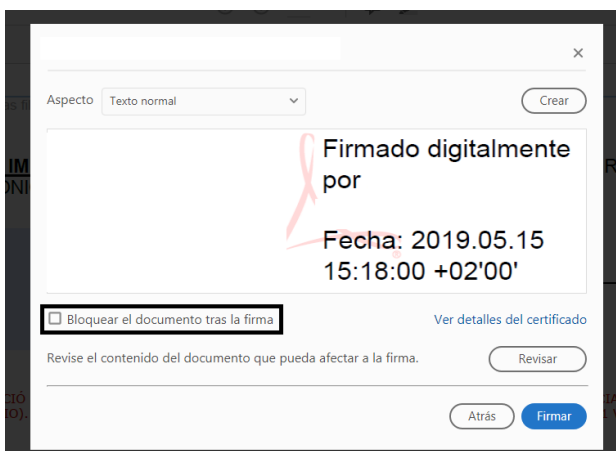 Aspecto Texto normal Crear
Firmado digitalmente
por
Fecha: 2019.05.15
15:18:00 +02'00'
Bloquear el documento tras la firma Ver detalles del certificado
Revise el contenido del documento que pueda afectar a la firma. Revisar
Atrás Firmar